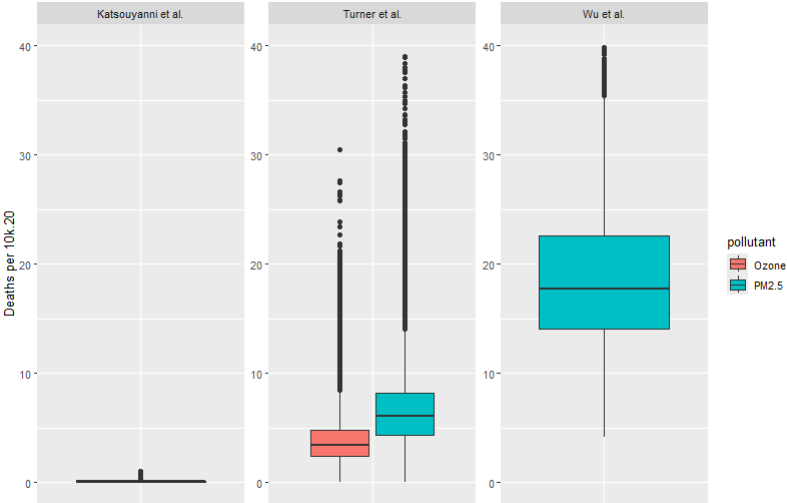 Katsouyanni et al.
Turner et al.
Wu et al.
Deaths per 10k.20
40
30
20
10
0
40
30
20
10
0
40
30
20
10
0
pollutant
Ozone
PM2.5